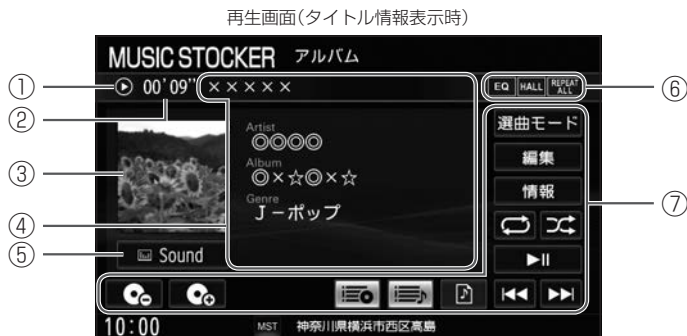 再生画面(タイトル情報表示時)
MUSIC STOCKER アルバム
① 00'09'' ××××× EQ HALL REPEAT ALL ⑥
②
選曲モード
Artist
◎◎◎◎
編集
③
Album
◎×☆◎×☆
情報
⑦
④
Genre
J−ポップ
⑤ Sound
10:00 MST 神奈川県横浜市西区高島